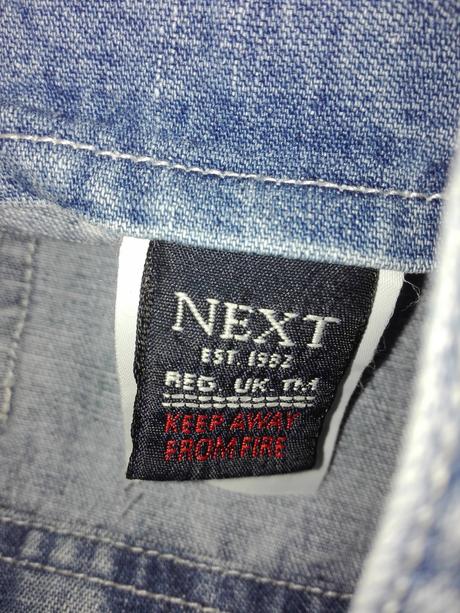 NEXT
EST 1982
REG. UK. TM
KEEP AWAY
FROM FIRE